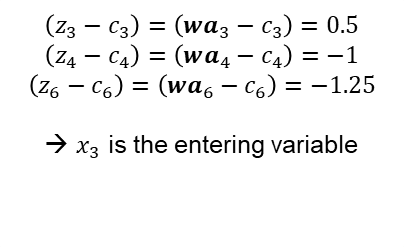 (z₃ − c₃) = (wa₃ − c₃) = 0.5
(z₄ − c₄) = (wa₄ − c₄) = −1
(z₆ − c₆) = (wa₆ − c₆) = −1.25
→ x₃ is the entering variable